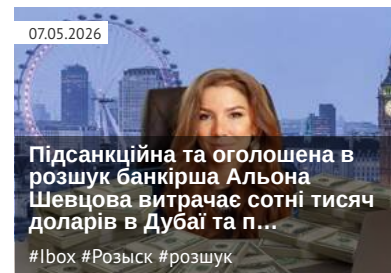 07.05.2026
Підсанкційна та оголошена в
розшук банкірша Альона
Шевцова витрачає сотні тисяч
доларів в Дубаї та п...
#Ibox #Розыск #розшук